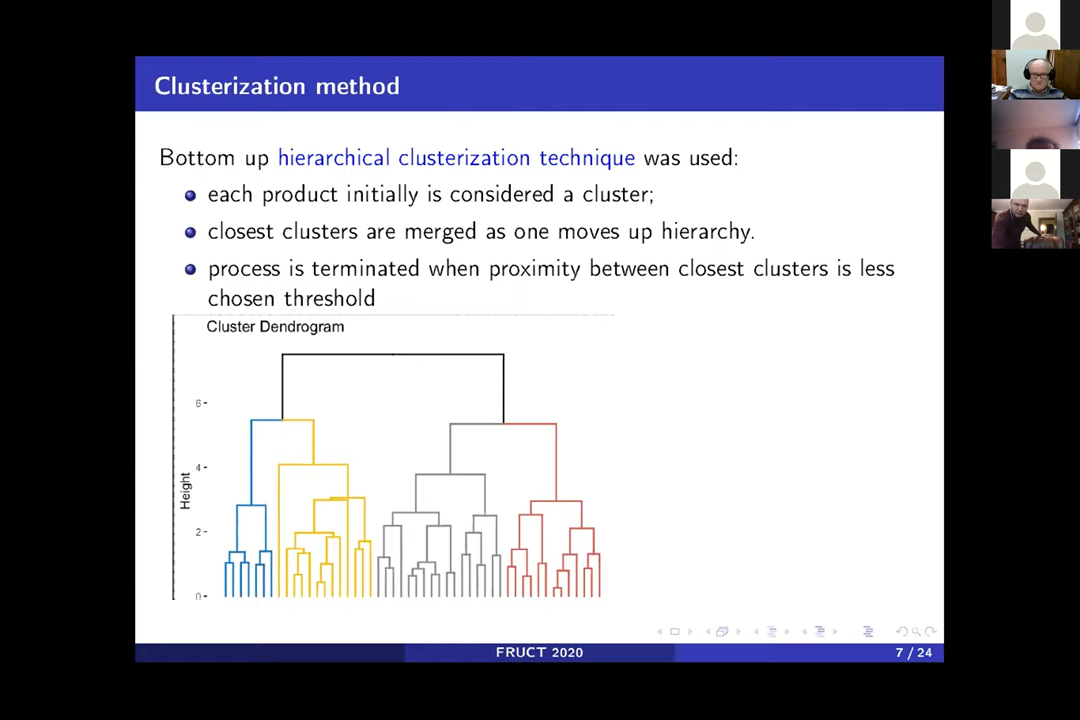 Clusterization method
Bottom up hierarchical clusterization technique was used:
each product initially is considered a cluster;
closest clusters are merged as one moves up hierarchy.
process is terminated when proximity between closest clusters is less
chosen threshold
Cluster Dendrogram
6
4
Height
2
0
FRUCT 2020
7 / 24